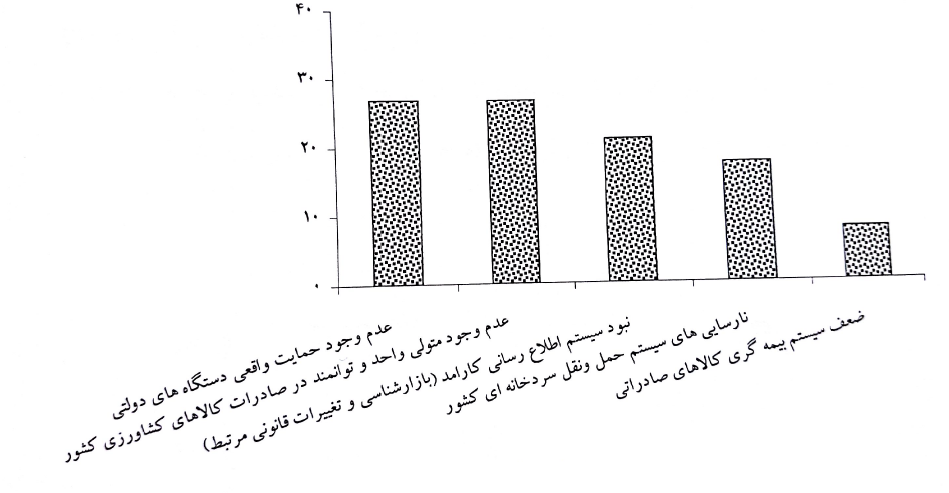 ۴۰
۳۰
۲۰
۱۰
۰
عدم وجود حمایت واقعی دستگاه های دولتی
عدم وجود متولی واحد و توانمند در صادرات کالاهای کشاورزی کشور
نبود سیستم اطلاع رسانی کارامد (بازارشناسی و تغییرات قانونی مرتبط)
نارسایی های سیستم حمل ونقل سردخانه ای کشور
ضعف سیستم بیمه گری کالاهای صادراتی